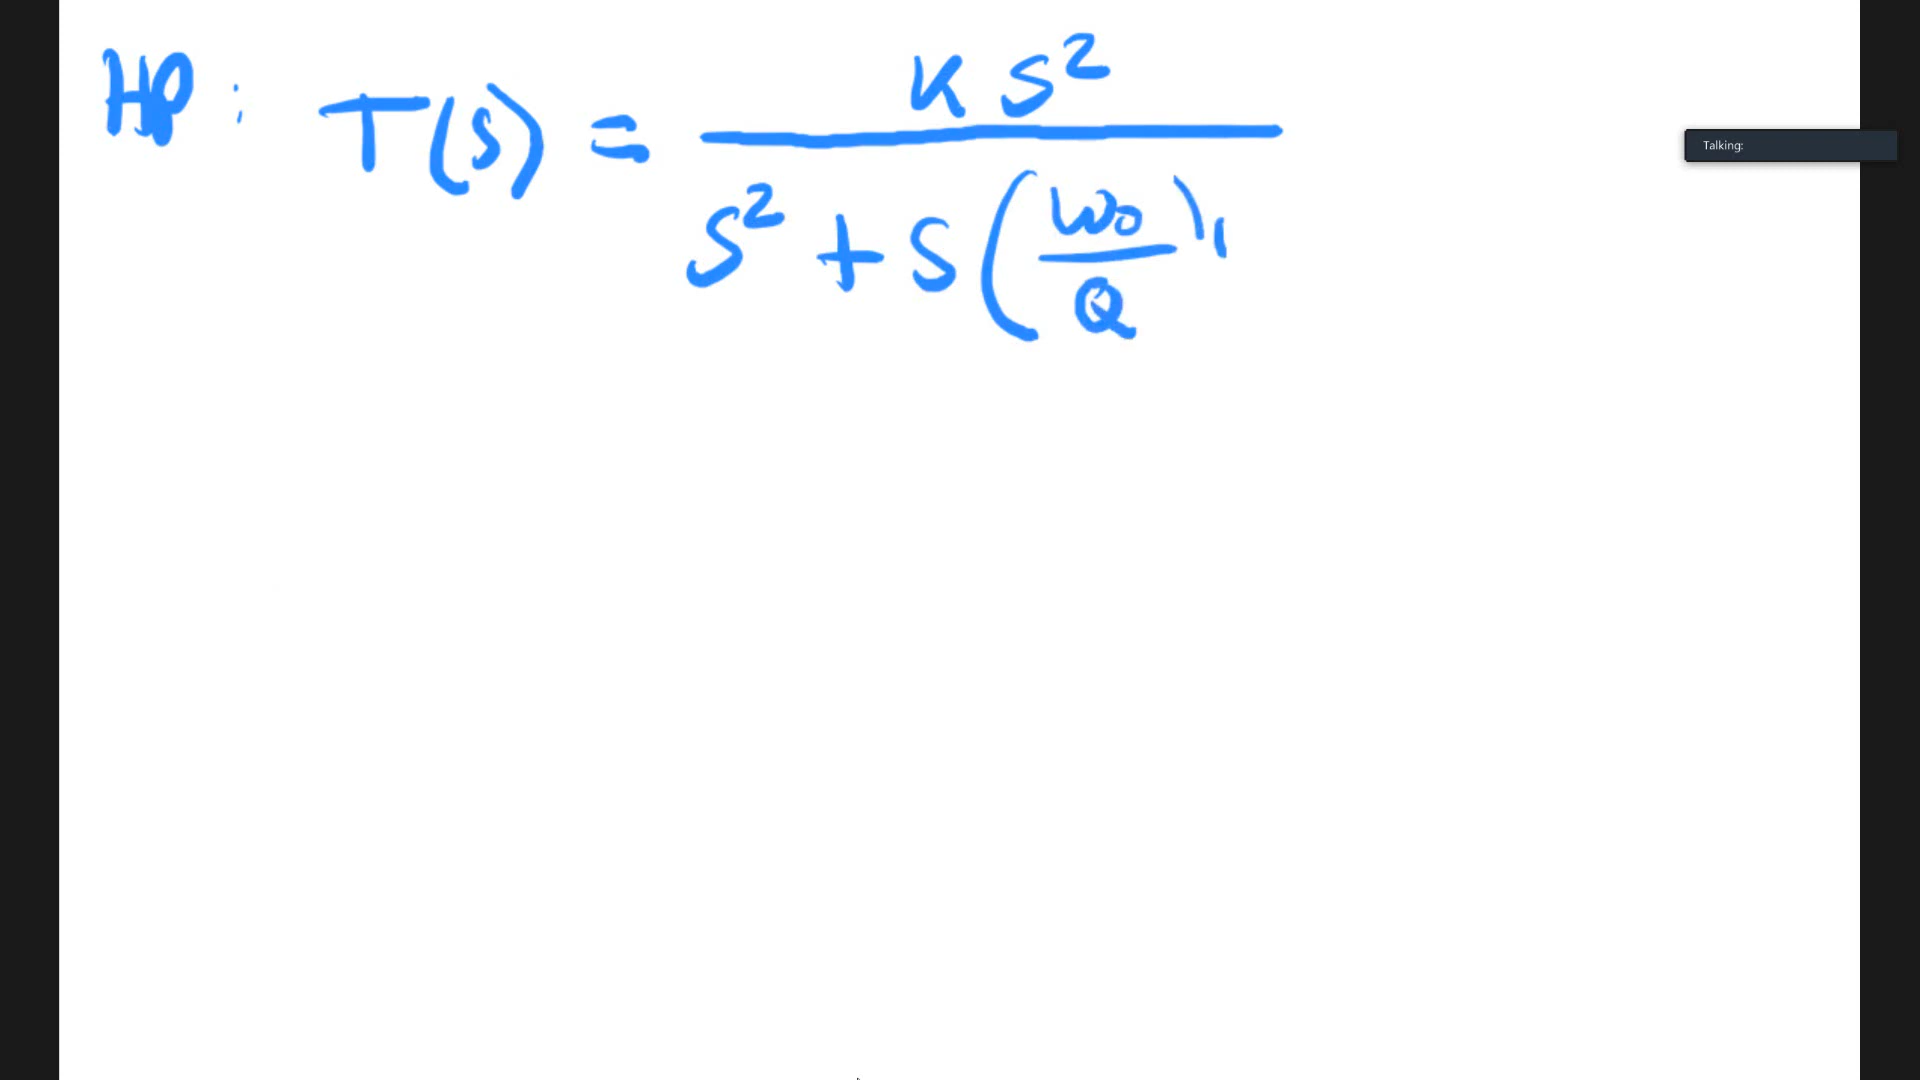 HP : T(s) = K s² / s² + s(ω₀/Q)
Talking: